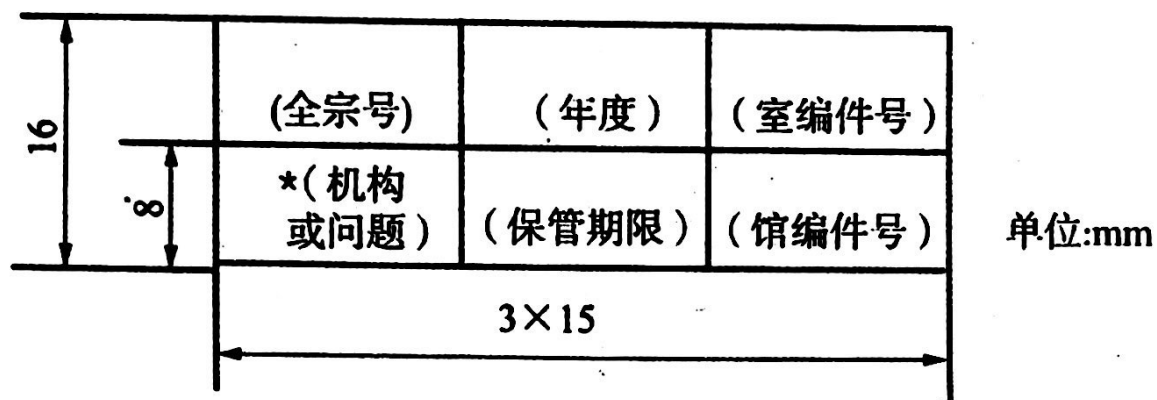 16
(全宗号) (年度) (室编件号)
8
*(机构
或问题) (保管期限) (馆编件号)
单位:mm
3×15